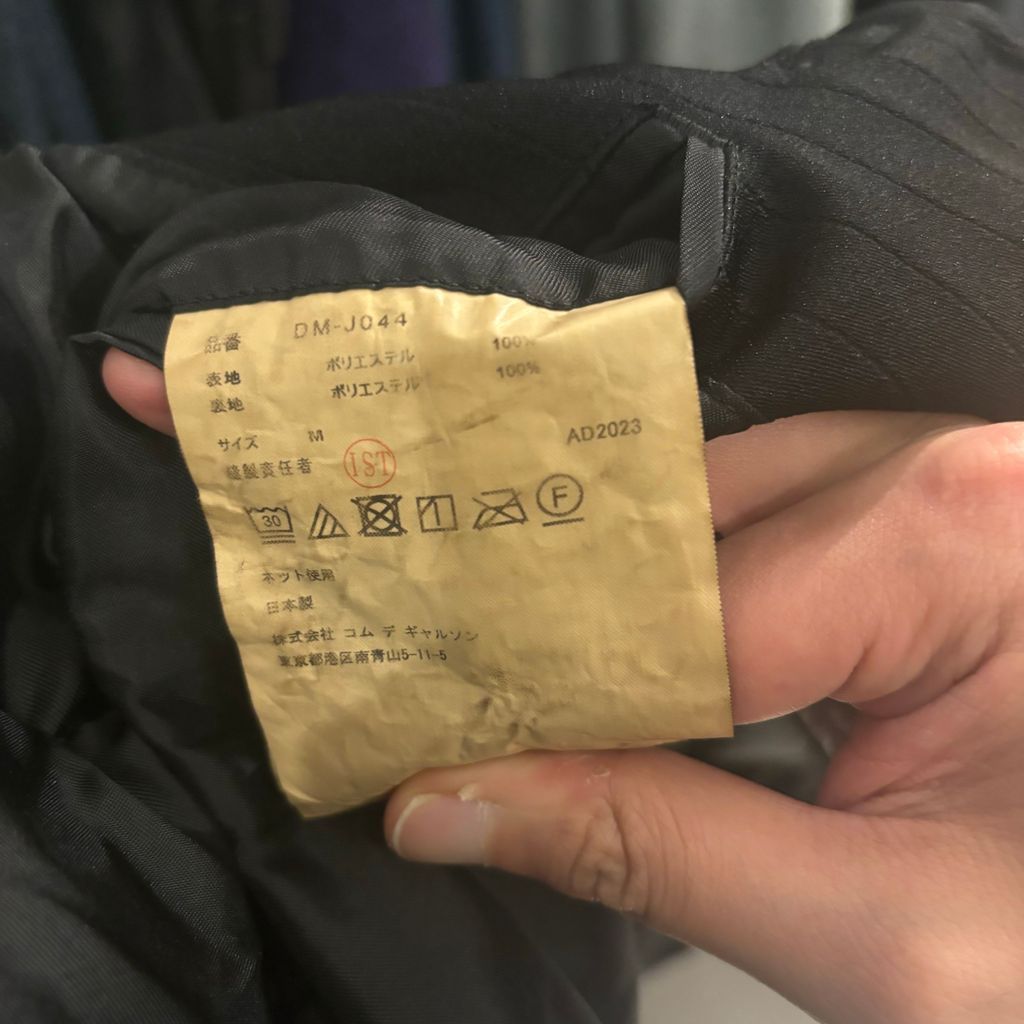 品番 DM-J044
表地 ポリエステル 100%
裏地 ポリエステル 100%
サイズ M AD2023
縫製責任者 IST
30 F
ネット使用
日本製
株式会社 コム デ ギャルソン
東京都港区南青山5-11-5